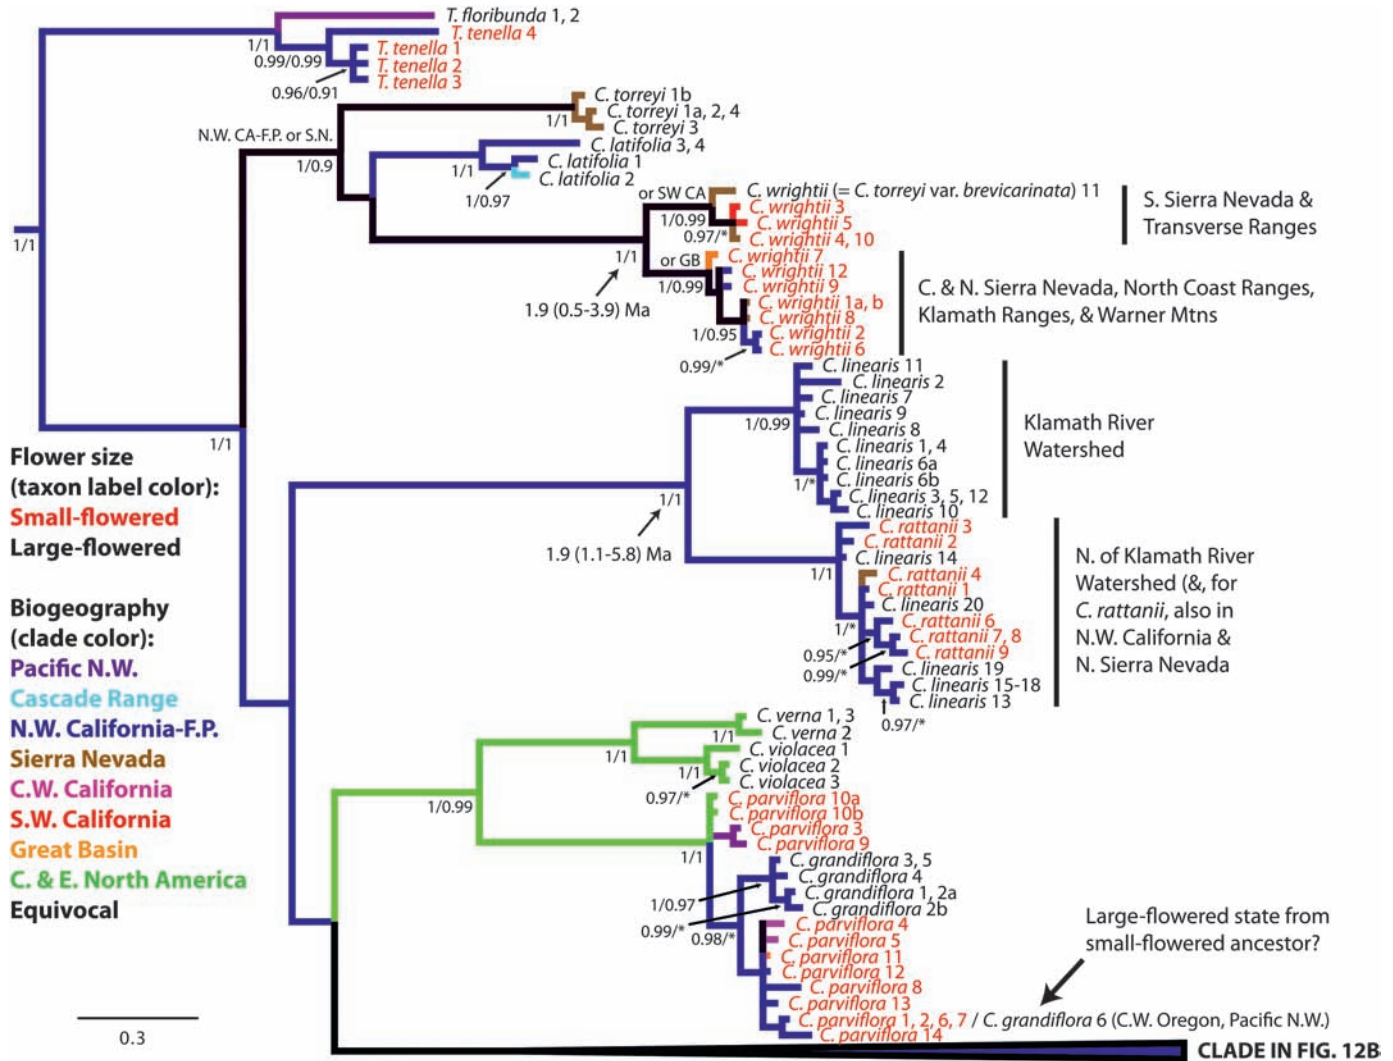 T. floribunda 1, 2
T. tenella 4
1/1
T. tenella 1
0.99/0.99
T. tenella 2
T. tenella 3
0.96/0.91
C. torreyi 1b
C. torreyi 1a, 2, 4
1/1
C. torreyi 3
N.W. CA-F.P. or S.N.
1/0.9
C. latifolia 3, 4
C. latifolia 1
1/1
C. latifolia 2
1/0.97
or SW CA
C. wrightii (= C. torreyi var. brevicarinata) 11
C. wrightii 3
1/0.99
C. wrightii 5
0.97/*
C. wrightii 4, 10
S. Sierra Nevada &
Transverse Ranges
1/1
1/1
or GB
C. wrightii 7
C. wrightii 12
1/0.99
C. wrightii 9
C. wrightii 1a, b
1.9 (0.5-3.9) Ma
C. wrightii 8
1/0.95
C. wrightii 2
C. wrightii 6
0.99/*
C. & N. Sierra Nevada, North Coast Ranges,
Klamath Ranges, & Warner Mtns
C. linearis 11
C. linearis 2
C. linearis 7
C. linearis 9
1/0.99
C. linearis 8
C. linearis 1, 4
C. linearis 6a
C. linearis 6b
1/*
C. linearis 3, 5, 12
C. linearis 10
Klamath River
Watershed
1/1
1/1
1.9 (1.1-5.8) Ma
C. rattanii 3
C. rattanii 2
C. linearis 14
1/1
C. rattanii 4
C. rattanii 1
C. linearis 20
C. rattanii 6
1/*
C. rattanii 7, 8
0.95/*
C. rattanii 9
0.99/*
C. linearis 19
C. linearis 15-18
C. linearis 13
0.97/*
N. of Klamath River
Watershed (&, for
C. rattanii, also in
N.W. California &
N. Sierra Nevada
Flower size
(taxon label color):
Small-flowered
Large-flowered
Biogeography
(clade color):
Pacific N.W.
Cascade Range
N.W. California-F.P.
Sierra Nevada
C.W. California
S.W. California
Great Basin
C. & E. North America
Equivocal
C. verna 1, 3
1/1
C. verna 2
C. violacea 1
1/1
1/1
C. violacea 2
C. violacea 3
0.97/*
1/0.99
C. parviflora 10a
C. parviflora 10b
C. parviflora 3
C. parviflora 9
1/1
C. grandiflora 3, 5
C. grandiflora 4
C. grandiflora 1, 2a
1/0.97
C. grandiflora 2b
0.99/*
0.98/*
C. parviflora 4
C. parviflora 5
C. parviflora 11
C. parviflora 12
C. parviflora 8
C. parviflora 13
C. parviflora 1, 2, 6, 7 / C. grandiflora 6 (C.W. Oregon, Pacific N.W.)
C. parviflora 14
Large-flowered state from
small-flowered ancestor?
0.3
CLADE IN FIG. 12B